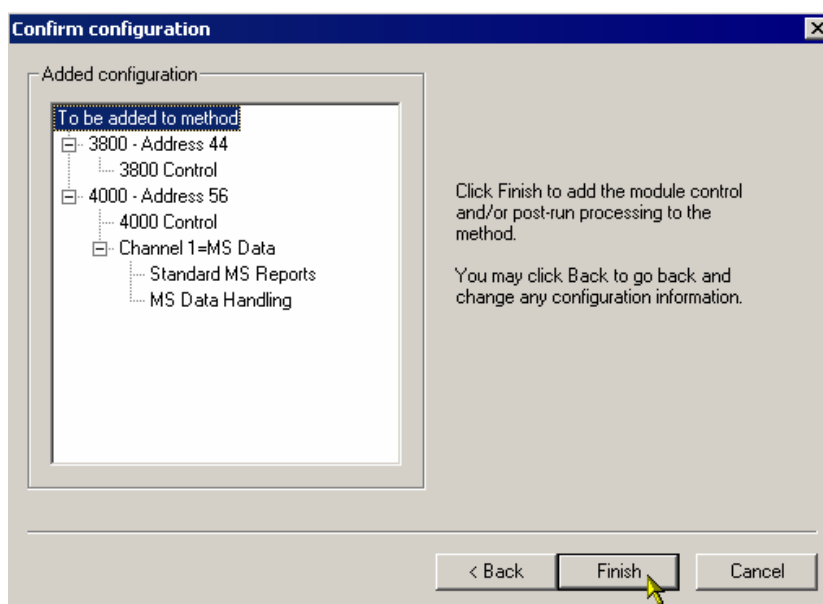 Confirm configuration
Added configuration
To be added to method
3800 - Address 44
3800 Control
4000 - Address 56
4000 Control
Channel 1=MS Data
Standard MS Reports
MS Data Handling
Click Finish to add the module control
and/or post-run processing to the
method.
You may click Back to go back and
change any configuration information.
< Back
Finish
Cancel